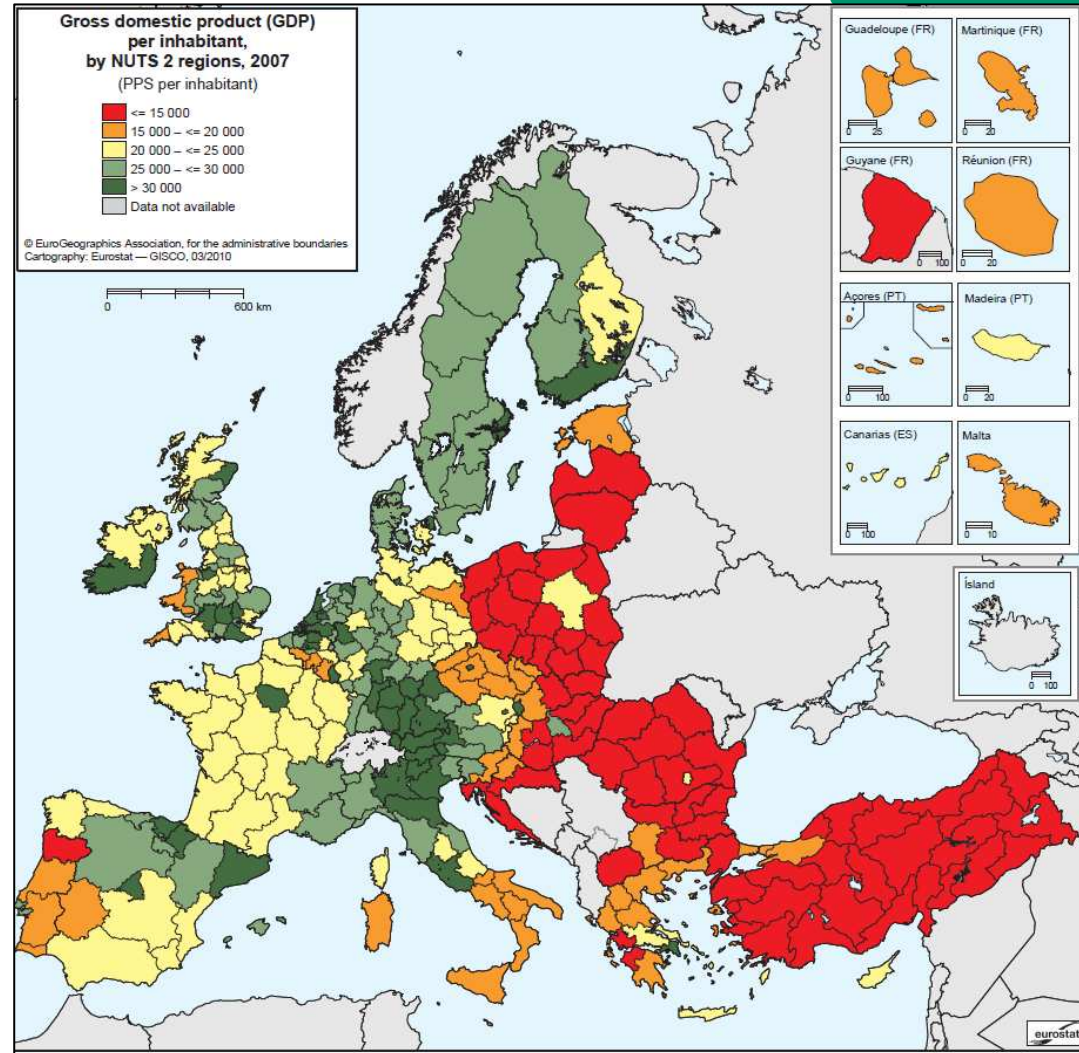 Gross domestic product (GDP)
per inhabitant,
by NUTS 2 regions, 2007
(PPS per inhabitant)
<= 15 000
15 000 – <= 20 000
20 000 – <= 25 000
25 000 – <= 30 000
> 30 000
Data not available
© EuroGeographics Association, for the administrative boundaries
Cartography: Eurostat — GISCO, 03/2010
0 600 km
Guadeloupe (FR)
0 25
Martinique (FR)
0 20
Guyane (FR)
0 100
Réunion (FR)
0 20
Açores (PT)
0 100
Madeira (PT)
0 20
Canarias (ES)
0 100
Malta
0 10
Ísland
0 100
eurostat